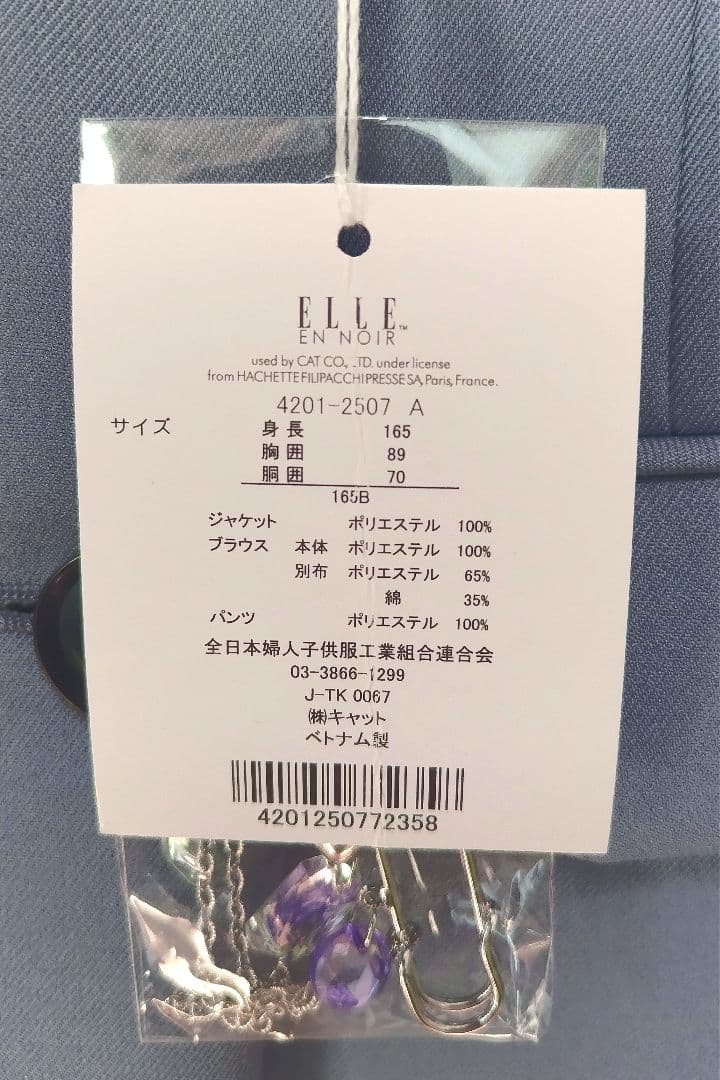 ELLE™
EN NOIR
used by CAT CO., LTD. under license
from HACHETTE FILIPACCHI PRESSE SA, Paris, France.
4201-2507 A
サイズ 身長 165
胸囲 89
胴囲 70
165B
ジャケット ポリエステル 100%
ブラウス 本体 ポリエステル 100%
別布 ポリエステル 65%
綿 35%
パンツ ポリエステル 100%
全日本婦人子供服工業組合連合会
03-3866-1299
J-TK 0067
㈱キャット
ベトナム製
4201250772358